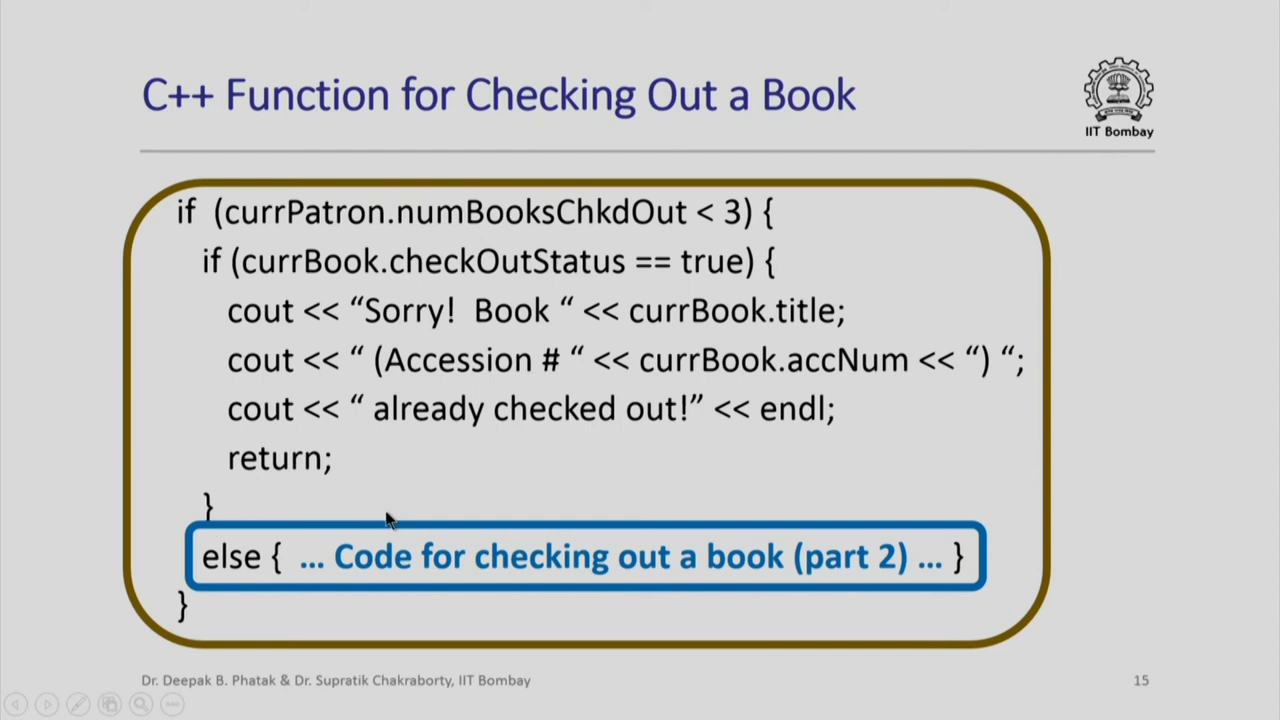 C++ Function for Checking Out a Book
IIT Bombay
if (currPatron.numBooksChkdOut < 3) {
if (currBook.checkOutStatus == true) {
cout << “Sorry!  Book “ << currBook.title;
cout << “ (Accession # “ << currBook.accNum << “) “;
cout << “ already checked out!” << endl;
return;
}
else {  ... Code for checking out a book (part 2) ... }
}
Dr. Deepak B. Phatak & Dr. Supratik Chakraborty, IIT Bombay
15